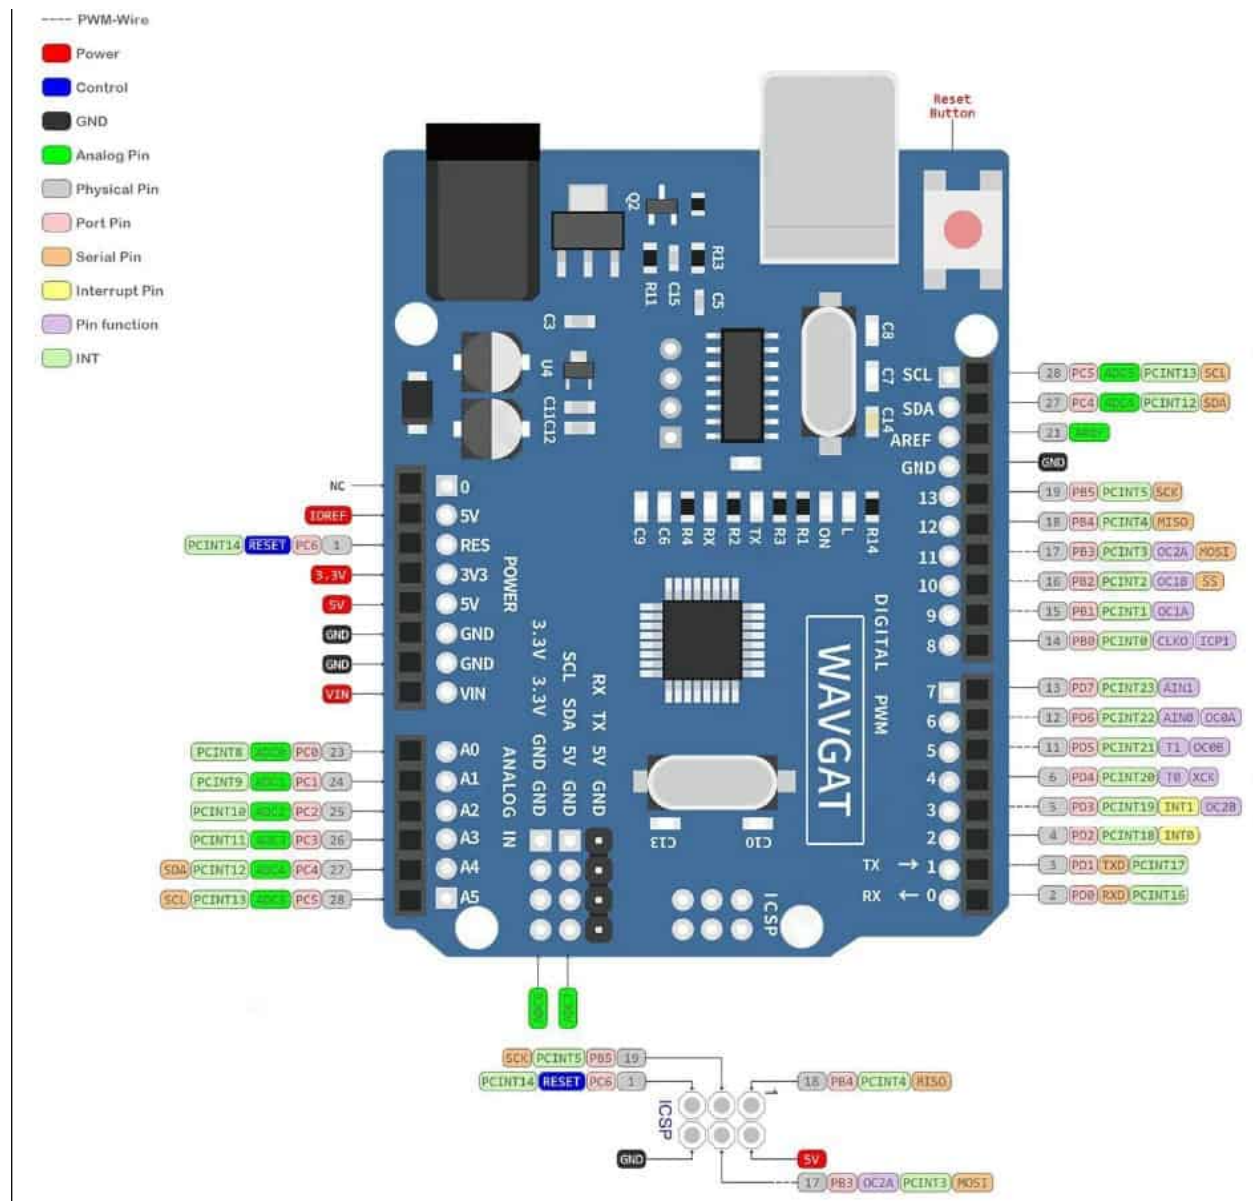 PWM-Wire
Power
Control
GND
Analog Pin
Physical Pin
Port Pin
Serial Pin
Interrupt Pin
Pin function
INT
Reset
Button
Q2
R13
R11
C15
C5
C3
U4
C11C12
C8
C7
C14
SCL
SDA
AREF
GND
13
12
11
10
9
8
7
6
5
4
3
2
TX → 1
RX ← 0
28 PC5 ADC5 PCINT13 SCL
27 PC4 ADC4 PCINT12 SDA
21 AREF
GND
19 PB5 PCINT5 SCK
18 PB4 PCINT4 MISO
17 PB3 PCINT3 OC2A MOSI
16 PB2 PCINT2 OC1B SS
15 PB1 PCINT1 OC1A
14 PB0 PCINT0 CLKO ICP1
13 PD7 PCINT23 AIN1
12 PD6 PCINT22 AIN0 OC0A
11 PD5 PCINT21 T1 OC0B
6 PD4 PCINT20 T0 XCK
5 PD3 PCINT19 INT1 OC2B
4 PD2 PCINT18 INT0
3 PD1 TXD PCINT17
2 PD0 RXD PCINT16
NC
IOREF
PCINT14 RESET PC6 1
3.3V
5V
GND
GND
VIN
PCINT8 ADC0 PC0 23
PCINT9 ADC1 PC1 24
PCINT10 ADC2 PC2 25
PCINT11 ADC3 PC3 26
SDA PCINT12 ADC4 PC4 27
SCL PCINT13 ADC5 PC5 28
0
5V
RES
3V3
5V
GND
GND
VIN
POWER
A0
A1
A2
A3
A4
A5
ANALOG IN
C9
C6
R4
RX
R2
TX
R3
R1
ON
L
R14
3.3V 3.3V GND GND
SCL SDA 5V GND
RX TX 5V GND
DIGITAL PWM
WAVGAT
C13
C10
ICSP
SCK PCINT5 PB5 19
PCINT14 RESET PC6 1
18 PB4 PCINT4 MISO
1
ICSP
GND
5V
17 PB3 OC2A PCINT3 MOSI